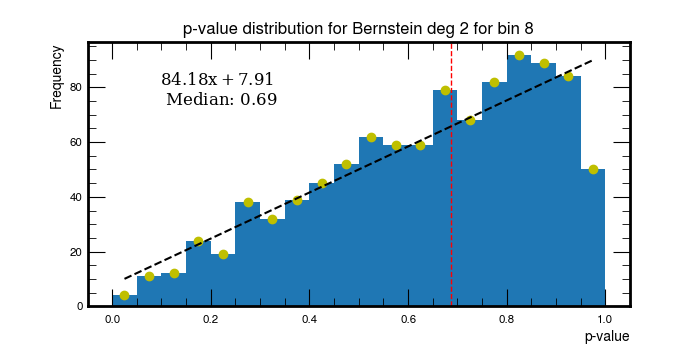 p-value distribution for Bernstein deg 2 for bin 8
Frequency
84.18x + 7.91
Median: 0.69
80
60
40
20
0
0.0 0.2 0.4 0.6 0.8 1.0
p-value